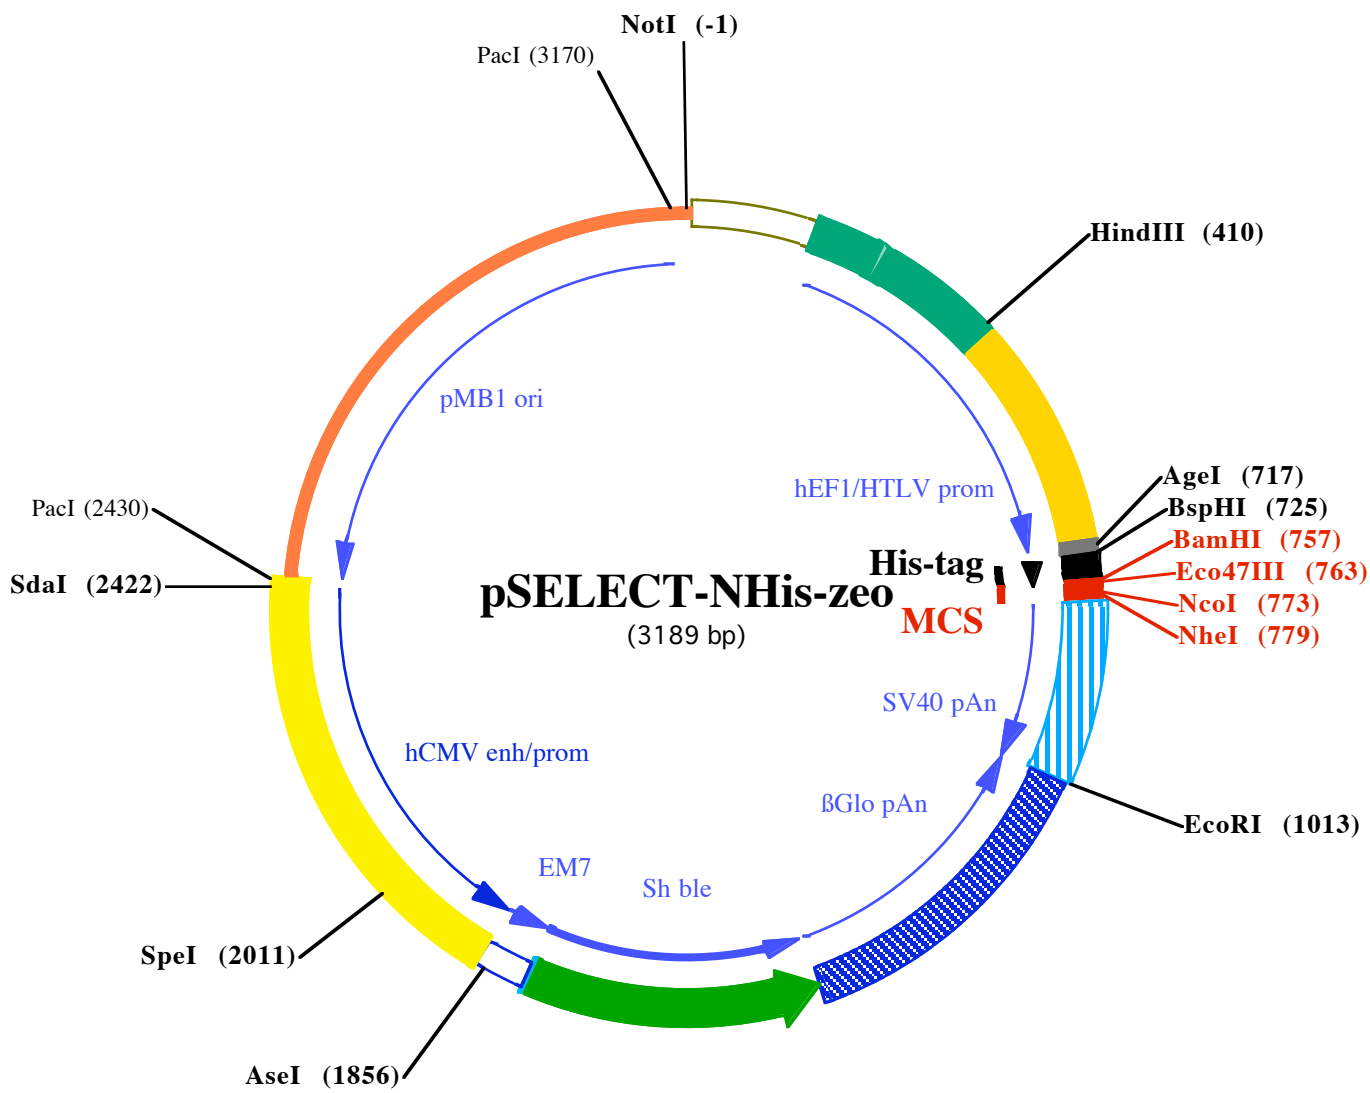 NotI (-1)
PacI (3170)
HindIII (410)
pMB1 ori
hEF1/HTLV prom
AgeI (717)
BspHI (725)
PacI (2430)
BamHI (757)
His-tag
Eco47III (763)
SdaI (2422)
pSELECT-NHis-zeo
NcoI (773)
MCS
(3189 bp)
NheI (779)
SV40 pAn
hCMV enh/prom
ßGlo pAn
EcoRI (1013)
EM7
Sh ble
SpeI (2011)
AseI (1856)